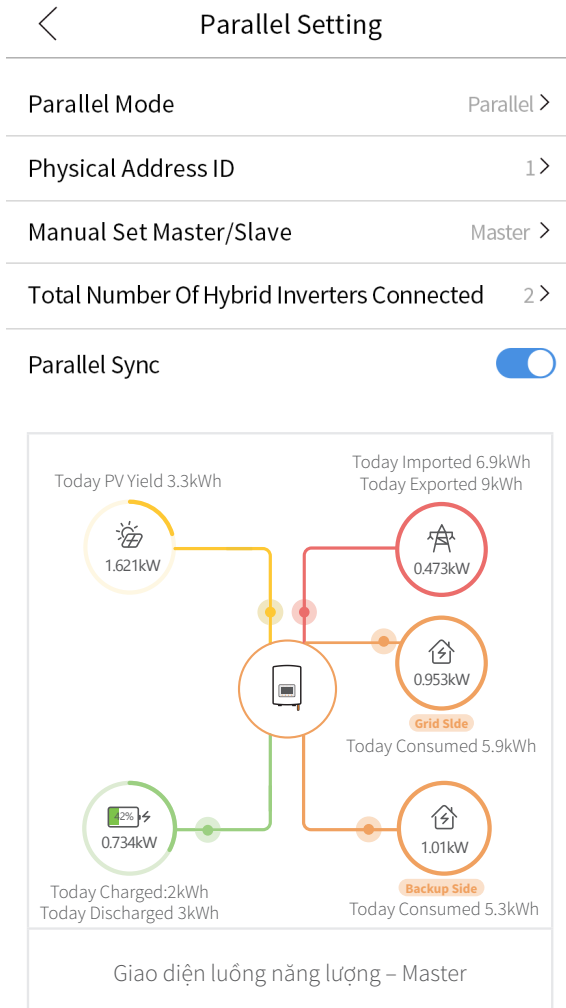 Parallel Setting
Parallel Mode Parallel
Physical Address ID 1
Manual Set Master/Slave Master
Total Number Of Hybrid Inverters Connected 2
Parallel Sync
Today Imported 6.9kWh
Today PV Yield 3.3kWh
Today Exported 9kWh
1.621kW
0.473kW
0.953kW
Grid SIde
Today Consumed 5.9kWh
42%
0.734kW
1.01kW
Backup Side
Today Charged:2kWh
Today Discharged 3kWh
Today Consumed 5.3kWh
Giao diện luồng năng lượng – Master